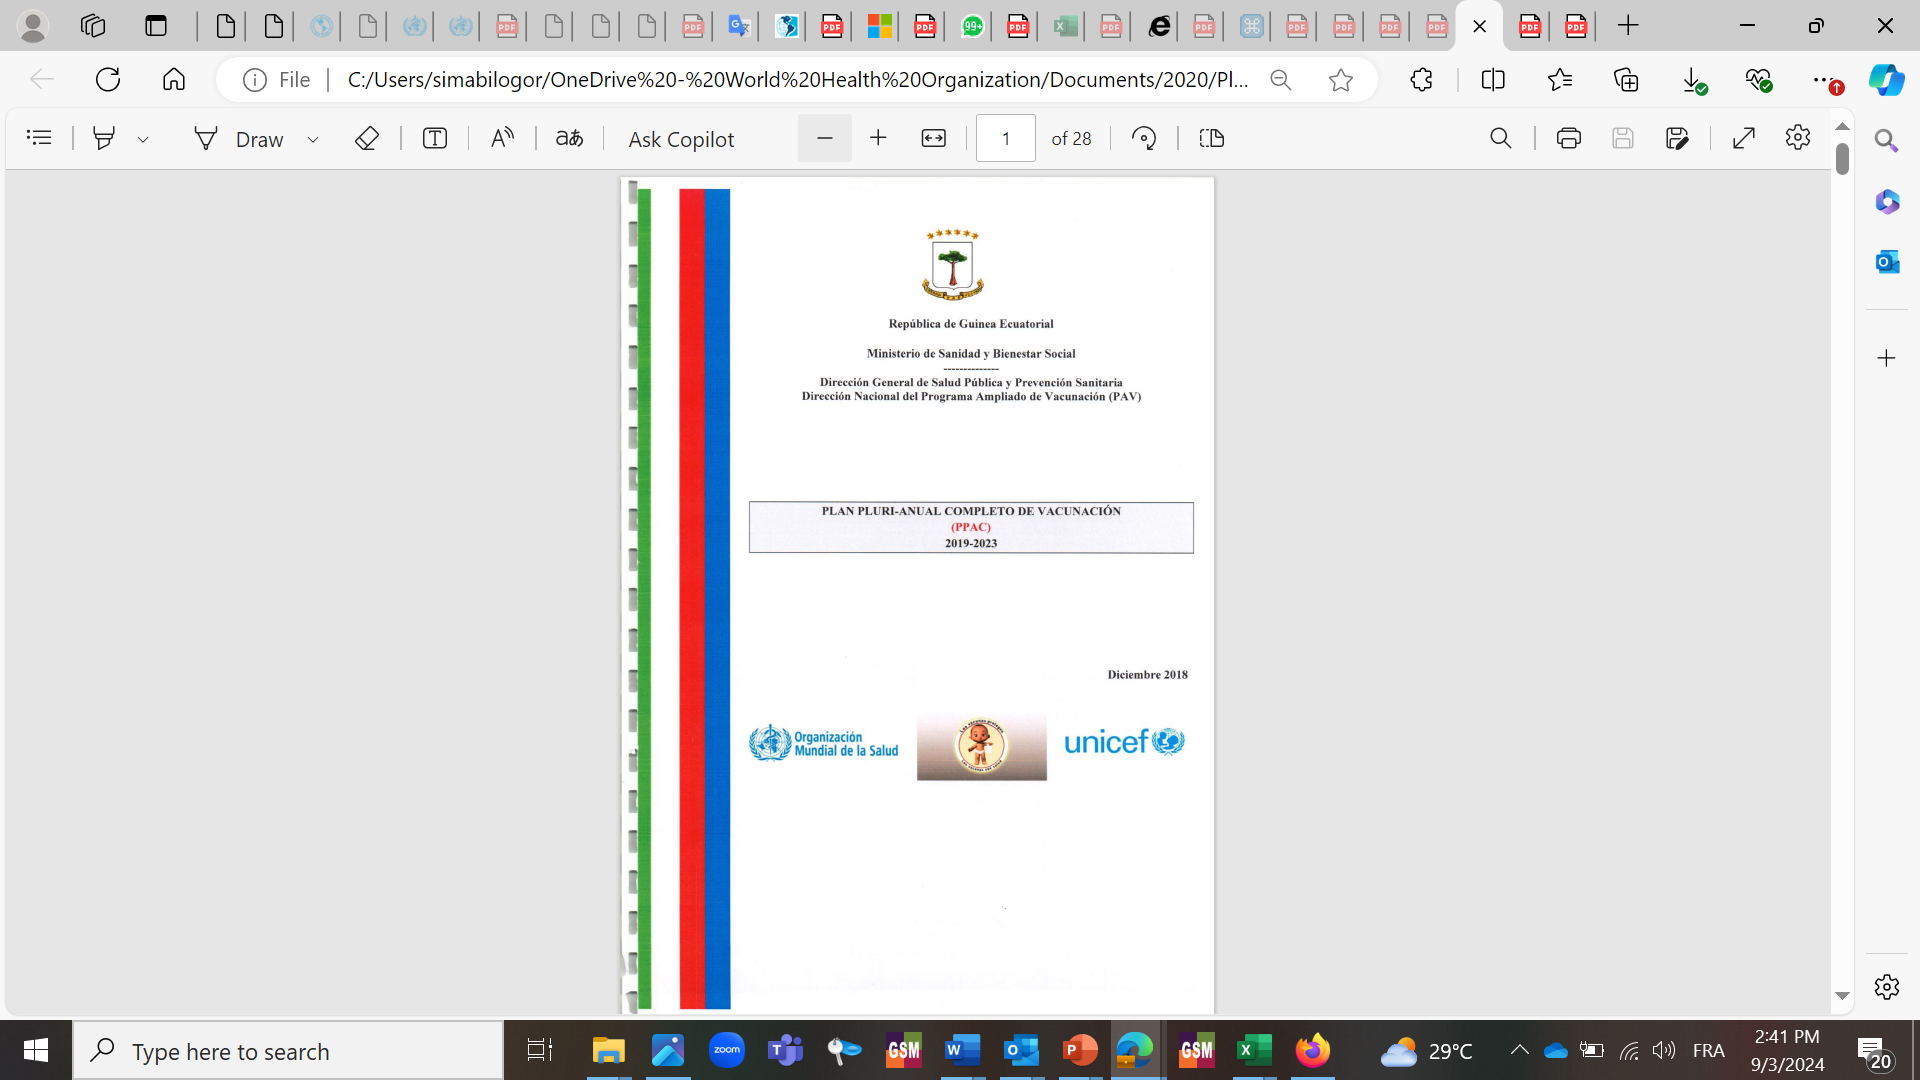 File
C:/Users/simabilogor/OneDrive%20-%20World%20Health%20Organization/Documents/2020/Pl...
Draw
Ask Copilot
1
of 28
República de Guinea Ecuatorial
Ministerio de Sanidad y Bienestar Social
--------------
Dirección General de Salud Pública y Prevención Sanitaria
Dirección Nacional del Programa Ampliado de Vacunación (PAV)
PLAN PLURI-ANUAL COMPLETO DE VACUNACIÓN
(PPAC)
2019-2023
Diciembre 2018
Organización
Mundial de la Salud
unicef
Type here to search
zoom
GSM
GSM
29°C
FRA
2:41 PM
9/3/2024
20